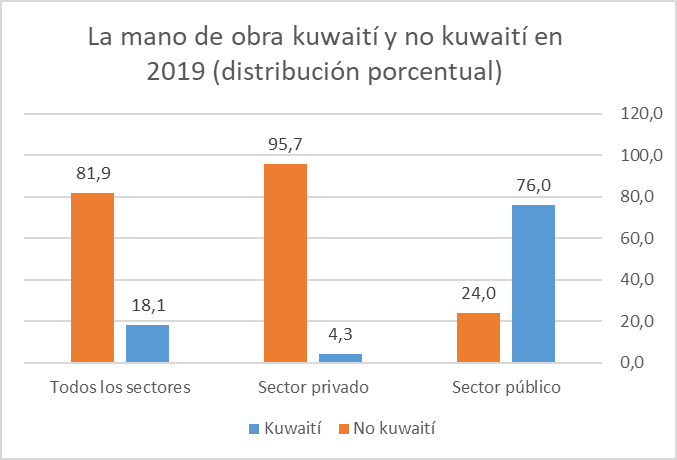 La mano de obra kuwaití y no kuwaití en
2019 (distribución porcentual)
120,0
100,0
80,0
60,0
40,0
20,0
0,0
81,9
18,1
95,7
4,3
24,0
76,0
Todos los sectores
Sector privado
Sector público
Kuwaití
No kuwaití